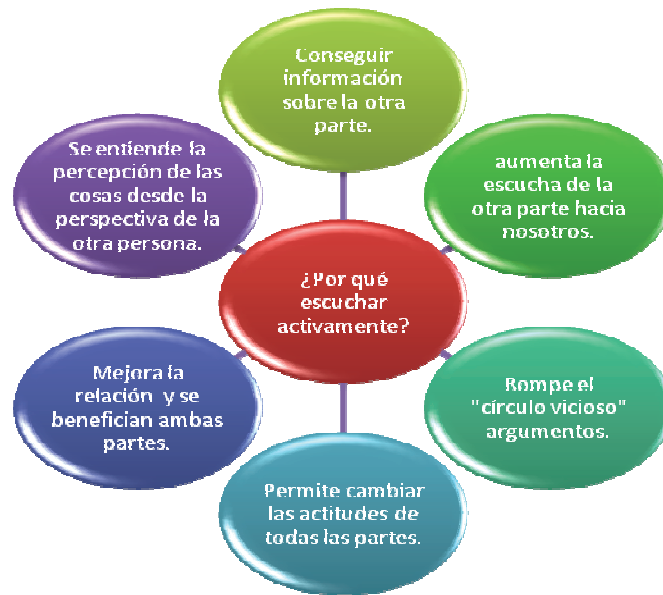 Conseguir
información
sobre la otra
parte.
aumenta la
escucha de la
otra parte hacia
nosotros.
Rompe el
"círculo vicioso"
argumentos.
Permite cambiar
las actitudes de
todas las partes.
Mejora la
relación y se
benefician ambas
partes.
Se entiende la
percepción de las
cosas desde la
perspectiva de la
otra persona.
¿Por qué
escuchar
activamente?